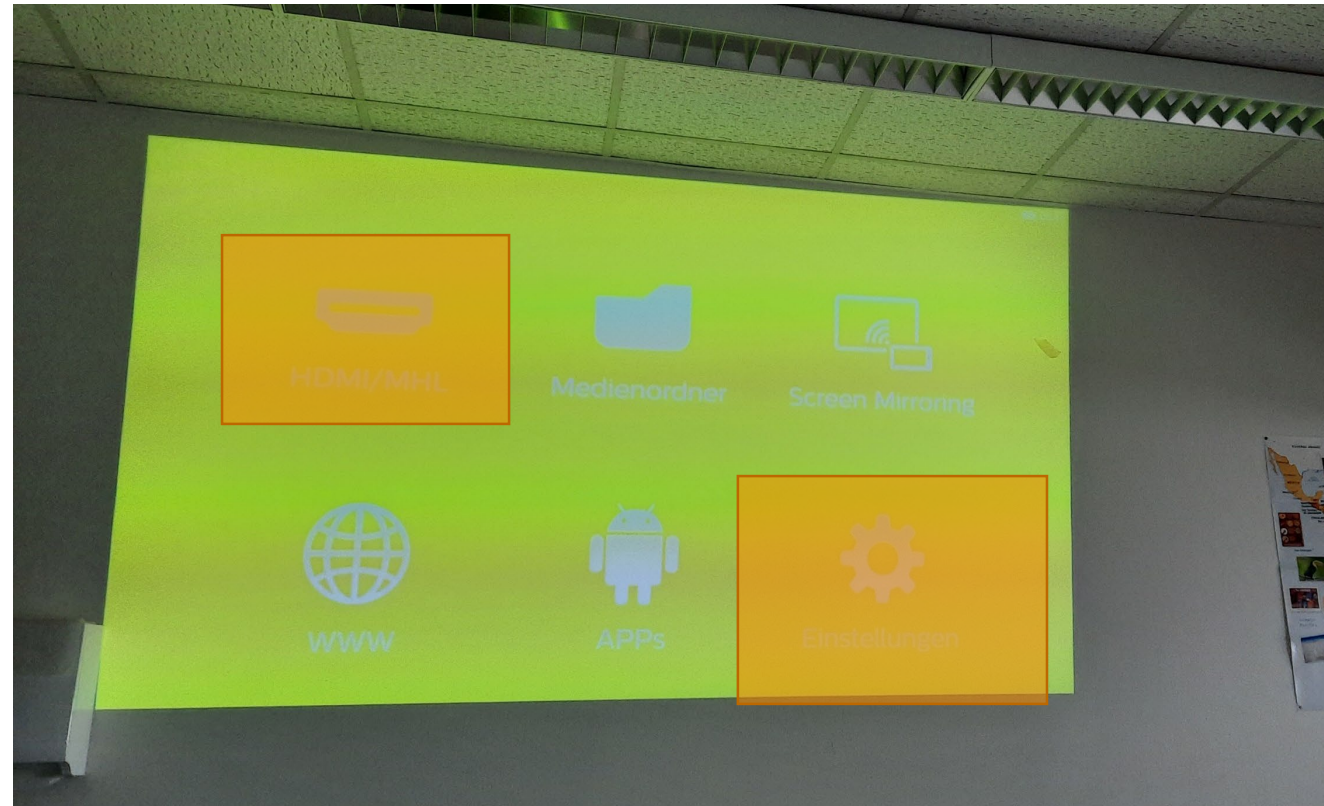 HDMI/MHL
Medienordner
Screen Mirroring
WWW
APPs
Einstellungen